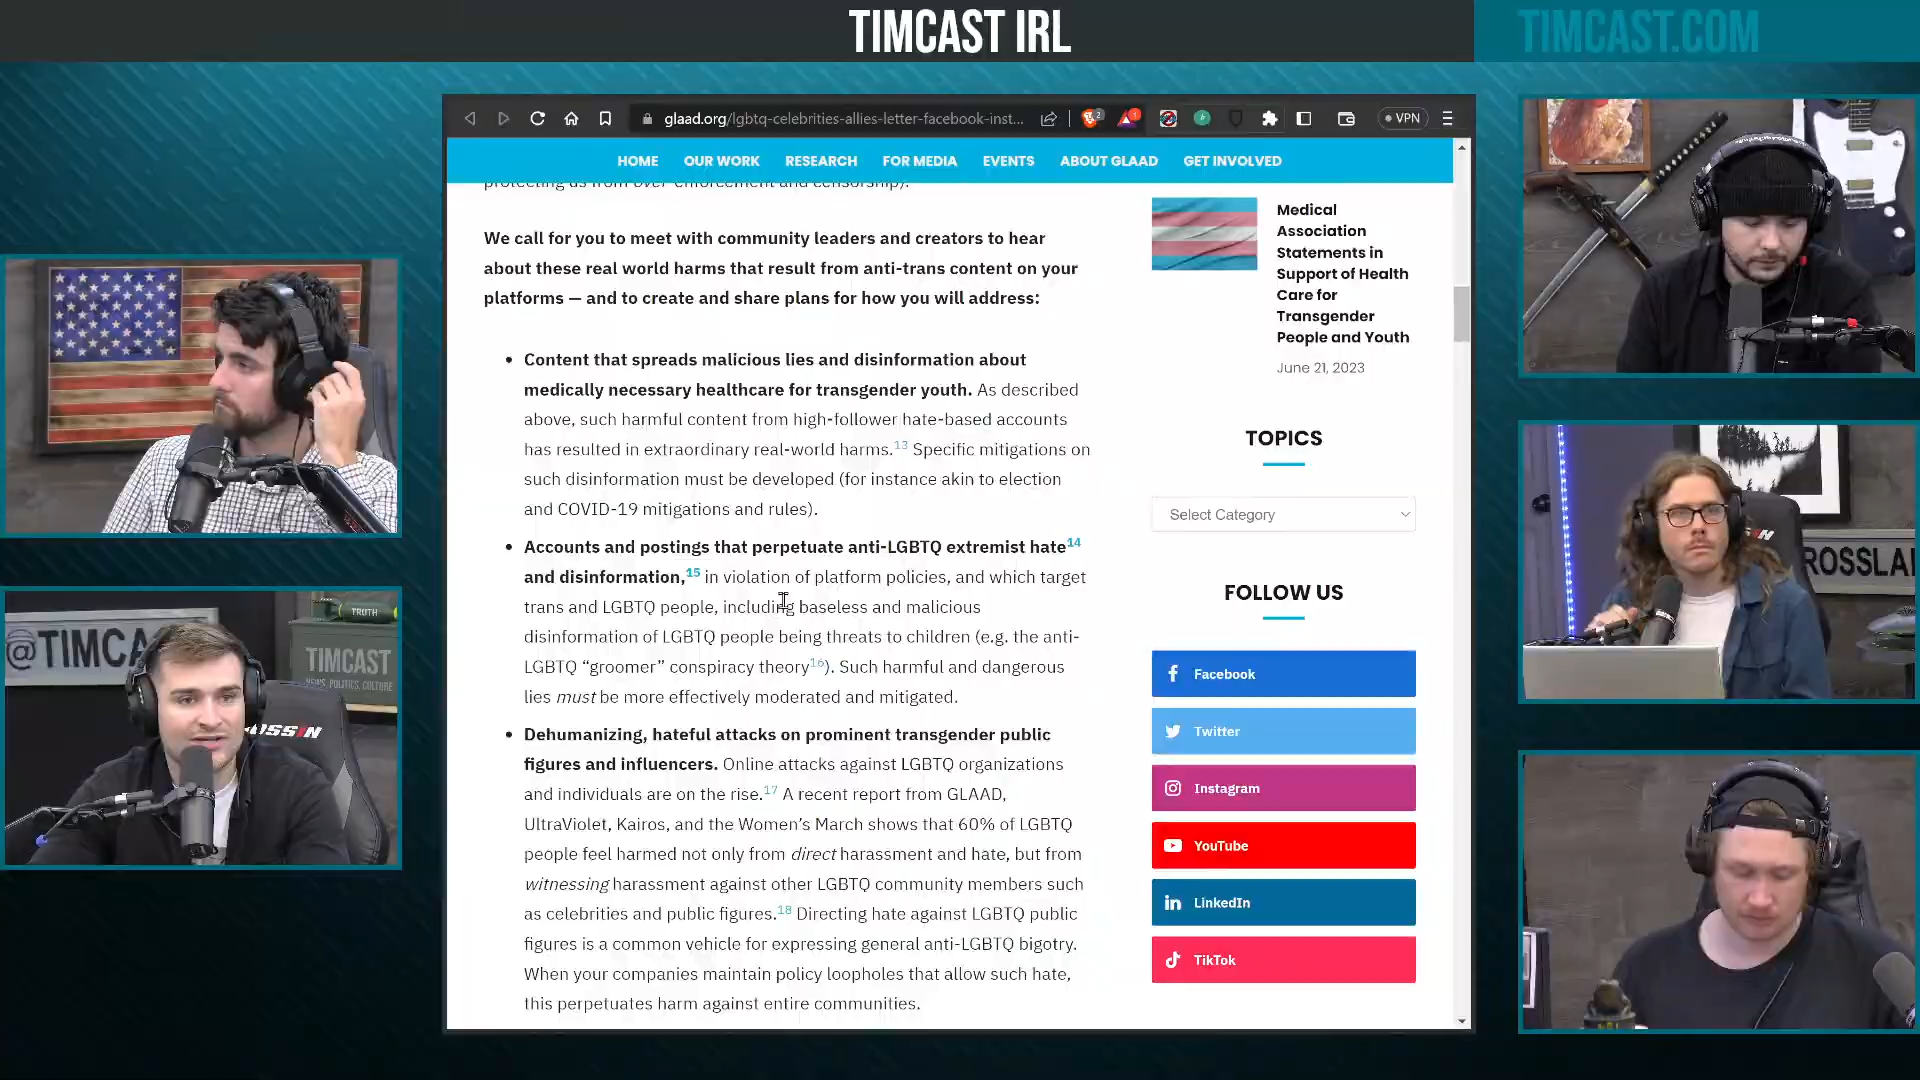 TIMCAST IRL
TIMCAST.COM
glaad.org/lgbtq-celebrities-allies-letter-facebook-inst...
2
1
VPN
HOME OUR WORK RESEARCH FOR MEDIA EVENTS ABOUT GLAAD GET INVOLVED
protecting us from over-enforcement and censorship).
We call for you to meet with community leaders and creators to hear
about these real world harms that result from anti-trans content on your
platforms — and to create and share plans for how you will address:
• Content that spreads malicious lies and disinformation about
medically necessary healthcare for transgender youth. As described
above, such harmful content from high-follower hate-based accounts
has resulted in extraordinary real-world harms.13 Specific mitigations on
such disinformation must be developed (for instance akin to election
and COVID-19 mitigations and rules).
• Accounts and postings that perpetuate anti-LGBTQ extremist hate14
and disinformation,15 in violation of platform policies, and which target
trans and LGBTQ people, including baseless and malicious
disinformation of LGBTQ people being threats to children (e.g. the anti-
LGBTQ “groomer” conspiracy theory16). Such harmful and dangerous
lies must be more effectively moderated and mitigated.
• Dehumanizing, hateful attacks on prominent transgender public
figures and influencers. Online attacks against LGBTQ organizations
and individuals are on the rise.17 A recent report from GLAAD,
UltraViolet, Kairos, and the Women’s March shows that 60% of LGBTQ
people feel harmed not only from direct harassment and hate, but from
witnessing harassment against other LGBTQ community members such
as celebrities and public figures.18 Directing hate against LGBTQ public
figures is a common vehicle for expressing general anti-LGBTQ bigotry.
When your companies maintain policy loopholes that allow such hate,
this perpetuates harm against entire communities.
Medical
Association
Statements in
Support of Health
Care for
Transgender
People and Youth
June 21, 2023
TOPICS
Select Category
FOLLOW US
Facebook
Twitter
Instagram
YouTube
LinkedIn
TikTok
@TIMCA
TRUTH
TIMCAST
NEWS, POLITICS, CULTURE
ROSSLA